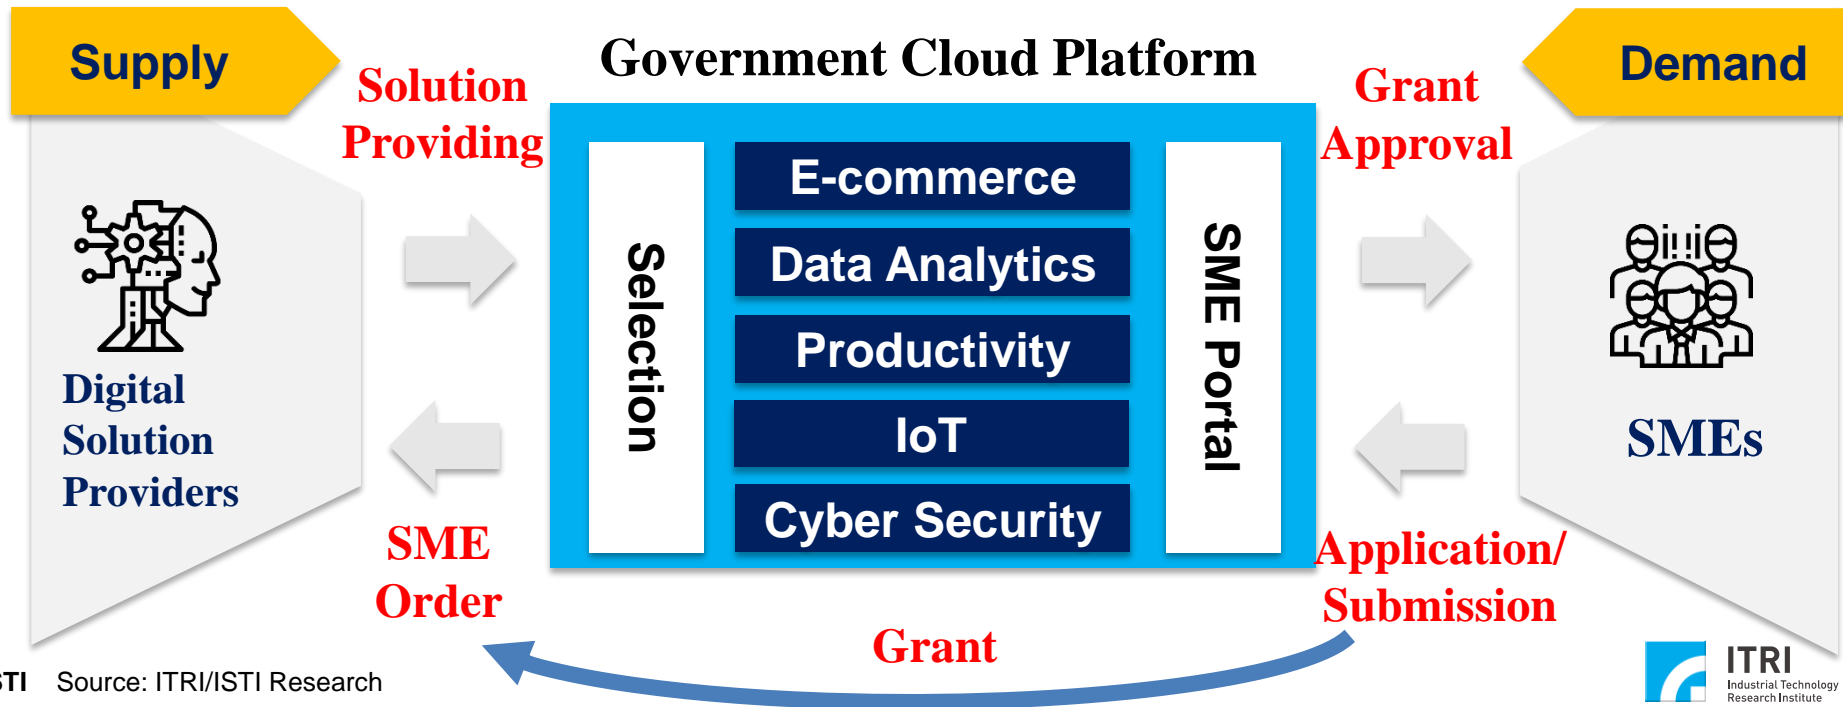 Supply
Government Cloud Platform
Demand
Solution
Providing
Grant
Approval
E-commerce
Data Analytics
Productivity
IoT
Cyber Security
Selection
SME Portal
Digital
Solution
Providers
SMEs
SME
Order
Application/
Submission
Grant
STI Source: ITRI/ISTI Research
ITRI
Industrial Technology
Research Institute